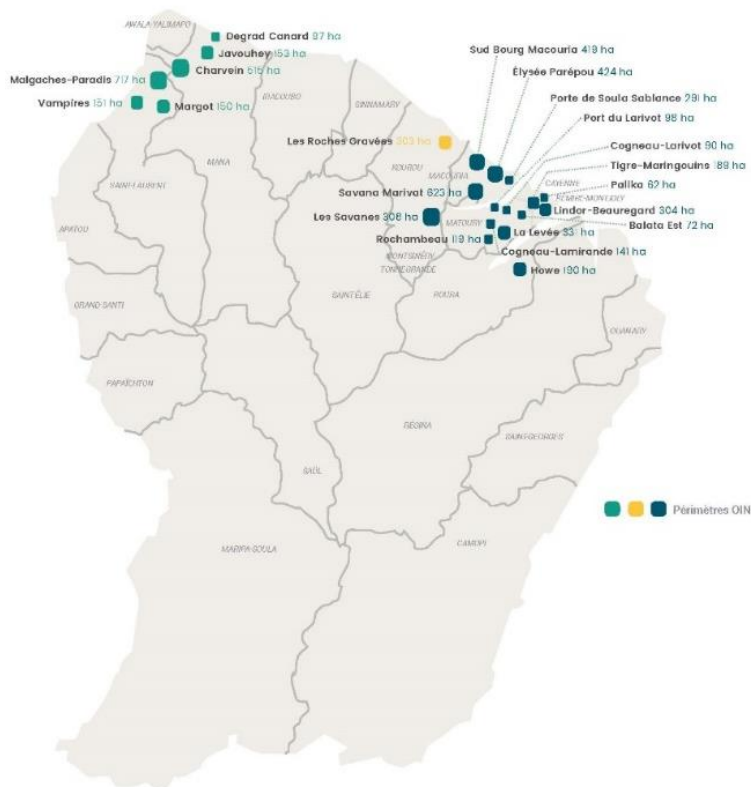 AWALA-YALIMAPO
Degrad Canard 97 ha
Javouhey 153 ha
Charvein 515 ha
Malgaches-Paradis 717 ha
Vampires 151 ha
Margot 150 ha
Sud Bourg Macouria 419 ha
Élysée Parépou 424 ha
Porte de Soula Sablance 291 ha
Port du Larivot 98 ha
Cogneau-Larivot 90 ha
Tigre-Maringouins 189 ha
Palika 62 ha
Lindor-Beauregard 304 ha
Balata Est 72 ha
IRACOUBO
SINNAMARY
Les Roches Gravées 303 ha
KOUROU
MACOURIA
CAYENNE
RÉMIRE-MONTJOLY
MANA
SAINT-LAURENT
Savana Marivat 623 ha
Les Savanes 308 ha
MATOURY
La Levée 331 ha
Rochambeau 119 ha
Cogneau-Lamirande 141 ha
MONTSINÉRY
TONNÉGRANDE
Howe 190 ha
APATOU
GRAND-SANTI
SAINT-ÉLIE
ROURA
OUANARY
PAPAÏCHTON
RÉGINA
SAINT-GEORGES
SAÜL
Périmètres OIN
MARIPA-SOULA
CAMOPI